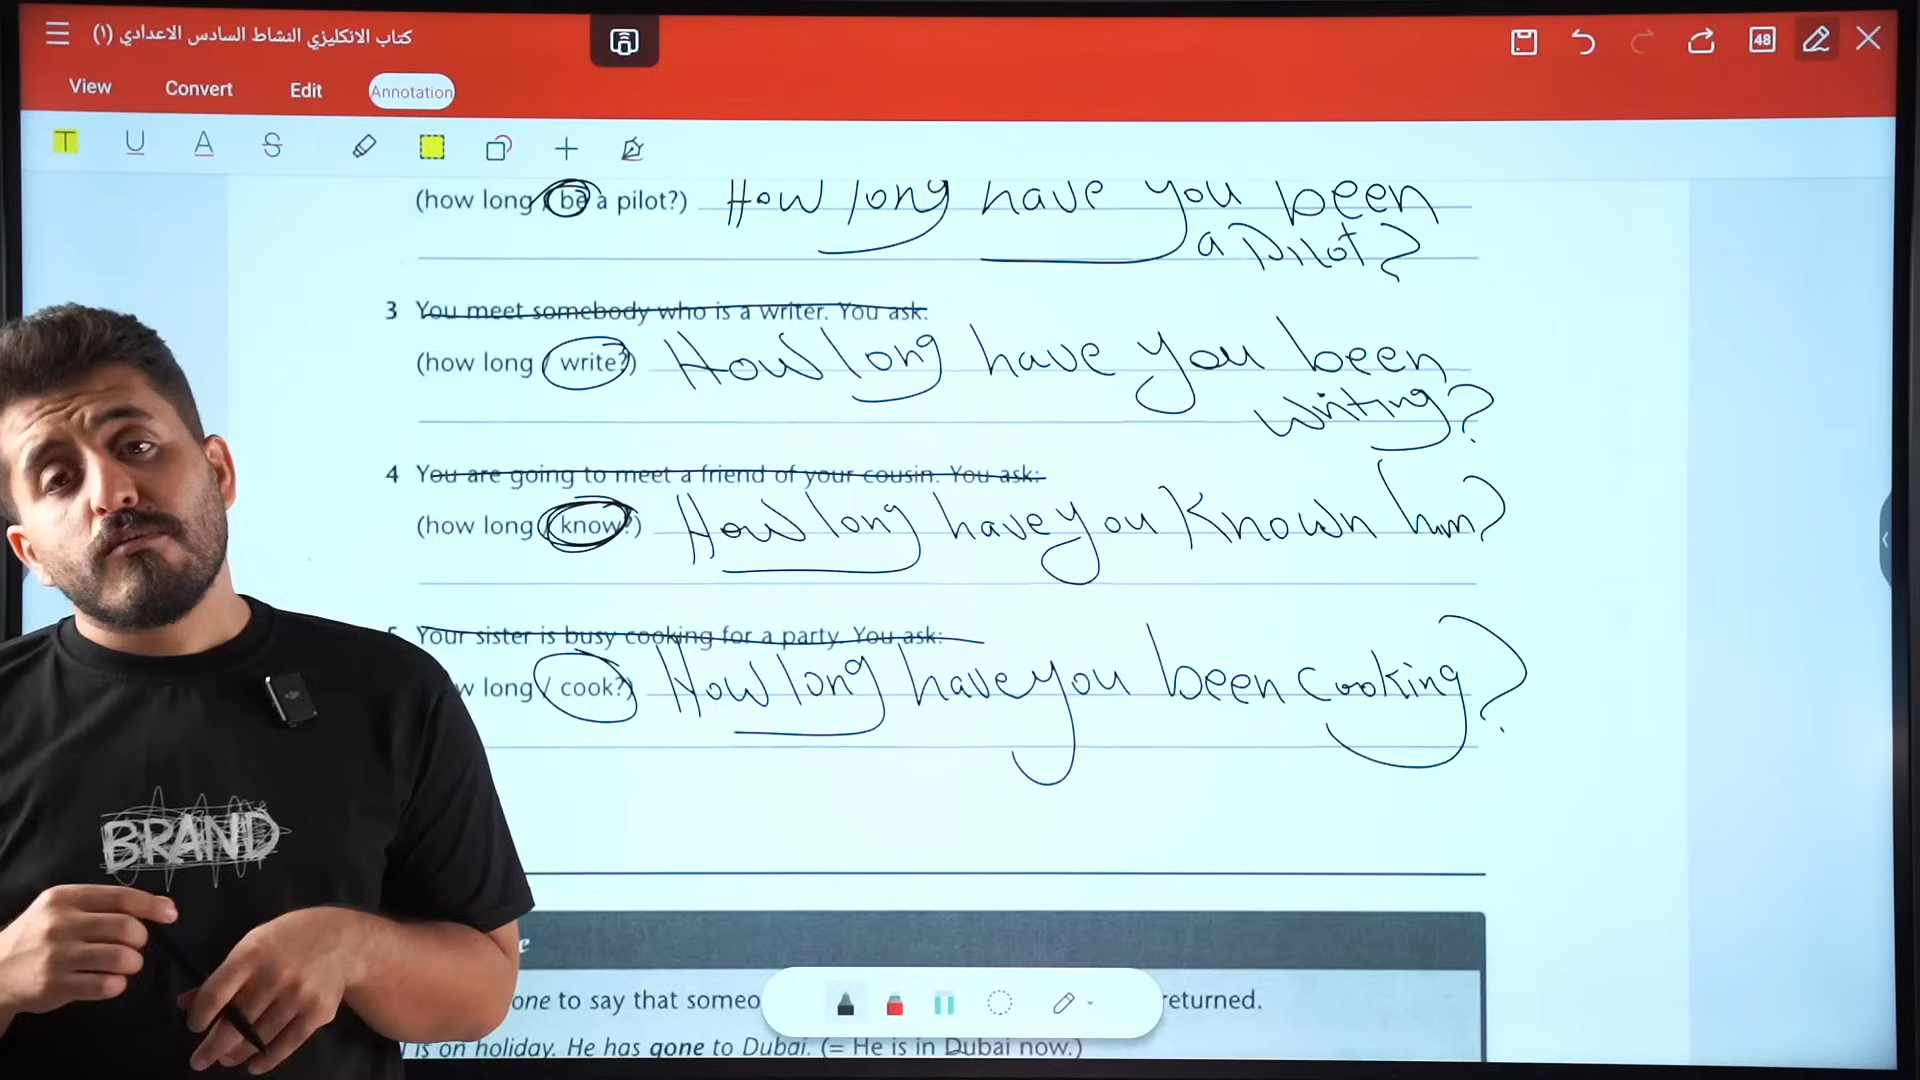 كتاب الانكليزي النشاط السادس الاعدادي (١)
48
View Convert Edit Annotation
T U A S
(how long / be a pilot?) How long have you been
a pilot?
3 You meet somebody who is a writer. You ask:
(how long / write?) How long have you been
writing?
4 You are going to meet a friend of your cousin. You ask:
(how long / know?) How long have you known him?
5 Your sister is busy cooking for a party. You ask:
w long / cook?) How long have you been cooking?
BRAND
e
one to say that someo returned.
is on holiday. He has gone to Dubai. (= He is in Dubai now.)